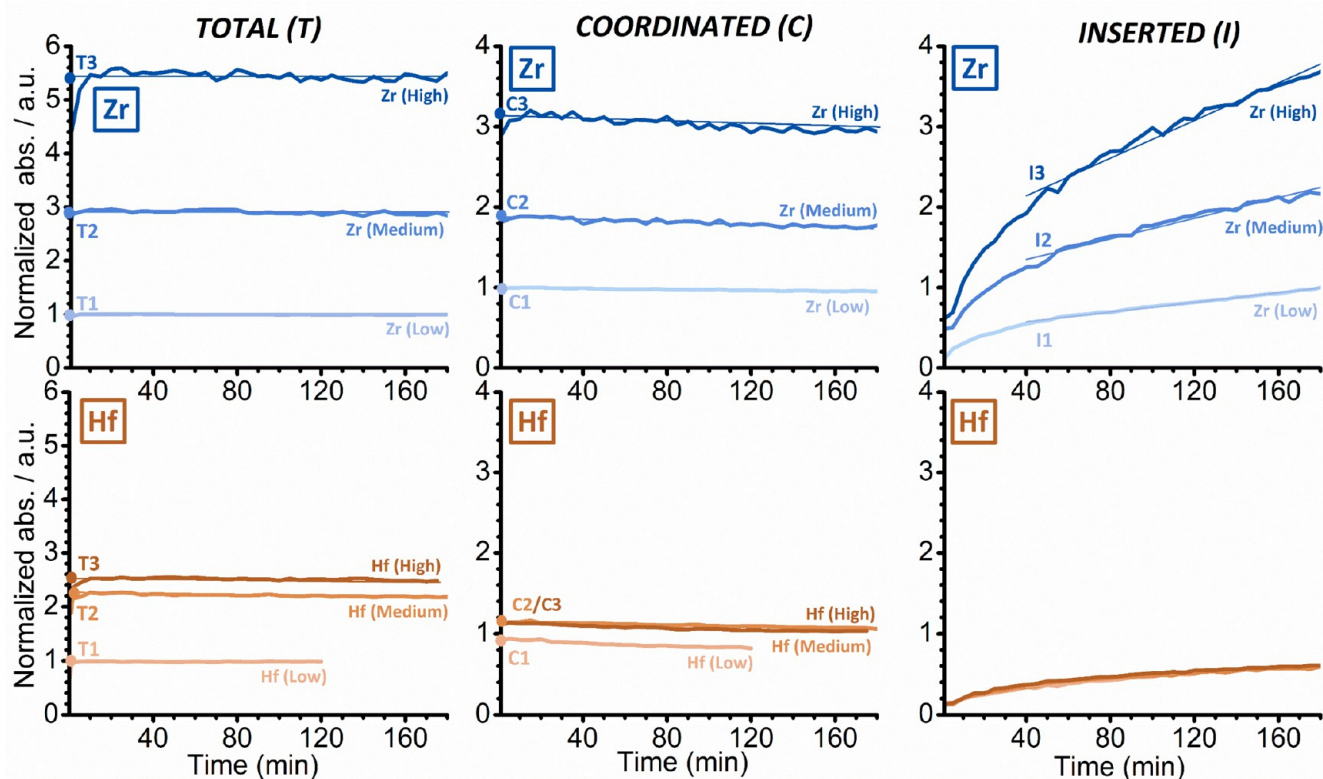 TOTAL (T)
COORDINATED (C)
INSERTED (I)
Normalized abs. / a.u.
6
5
4
3
2
1
0
T3
Zr
Zr (High)
T2
Zr (Medium)
T1
Zr (Low)
40
80
120
160
4
3
2
1
0
Zr
C3
Zr (High)
C2
Zr (Medium)
C1
Zr (Low)
40
80
120
160
4
3
2
1
0
Zr
Zr (High)
I3
I2
Zr (Medium)
I1
Zr (Low)
40
80
120
160
Normalized abs. / a.u.
6
5
4
3
2
1
0
Hf
T3
Hf (High)
T2
Hf (Medium)
T1
Hf (Low)
40
80
120
160
Time (min)
4
3
2
1
0
Hf
C2/C3
Hf (High)
C1
Hf (Medium)
Hf (Low)
40
80
120
160
Time (min)
4
3
2
1
0
Hf
40
80
120
160
Time (min)